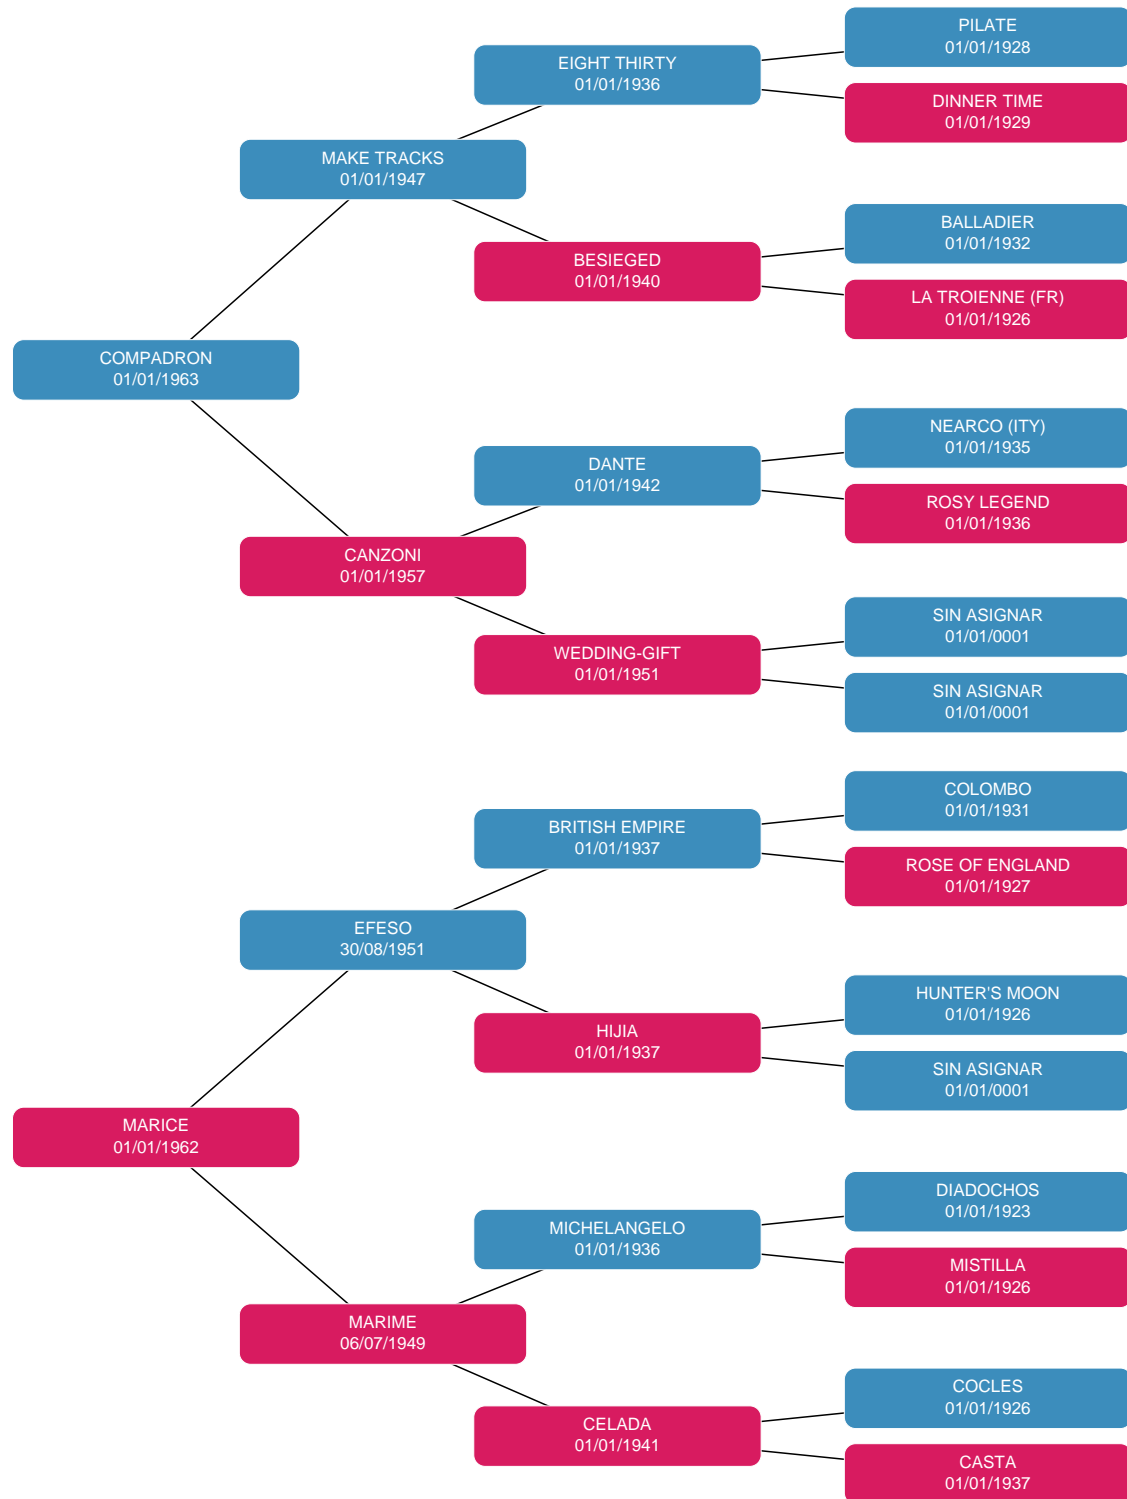 PILATE
01/01/1928
EIGHT THIRTY
01/01/1936
DINNER TIME
01/01/1929
MAKE TRACKS
01/01/1947
BALLADIER
01/01/1932
BESIEGED
01/01/1940
LA TROIENNE (FR)
01/01/1926
COMPADRON
01/01/1963
NEARCO (ITY)
01/01/1935
DANTE
01/01/1942
ROSY LEGEND
01/01/1936
CANZONI
01/01/1957
SIN ASIGNAR
01/01/0001
WEDDING-GIFT
01/01/1951
SIN ASIGNAR
01/01/0001
COLOMBO
01/01/1931
BRITISH EMPIRE
01/01/1937
ROSE OF ENGLAND
01/01/1927
EFESO
30/08/1951
HUNTER'S MOON
01/01/1926
HIJIA
01/01/1937
SIN ASIGNAR
01/01/0001
MARICE
01/01/1962
DIADOCHOS
01/01/1923
MICHELANGELO
01/01/1936
MISTILLA
01/01/1926
MARIME
06/07/1949
COCLES
01/01/1926
CELADA
01/01/1941
CASTA
01/01/1937